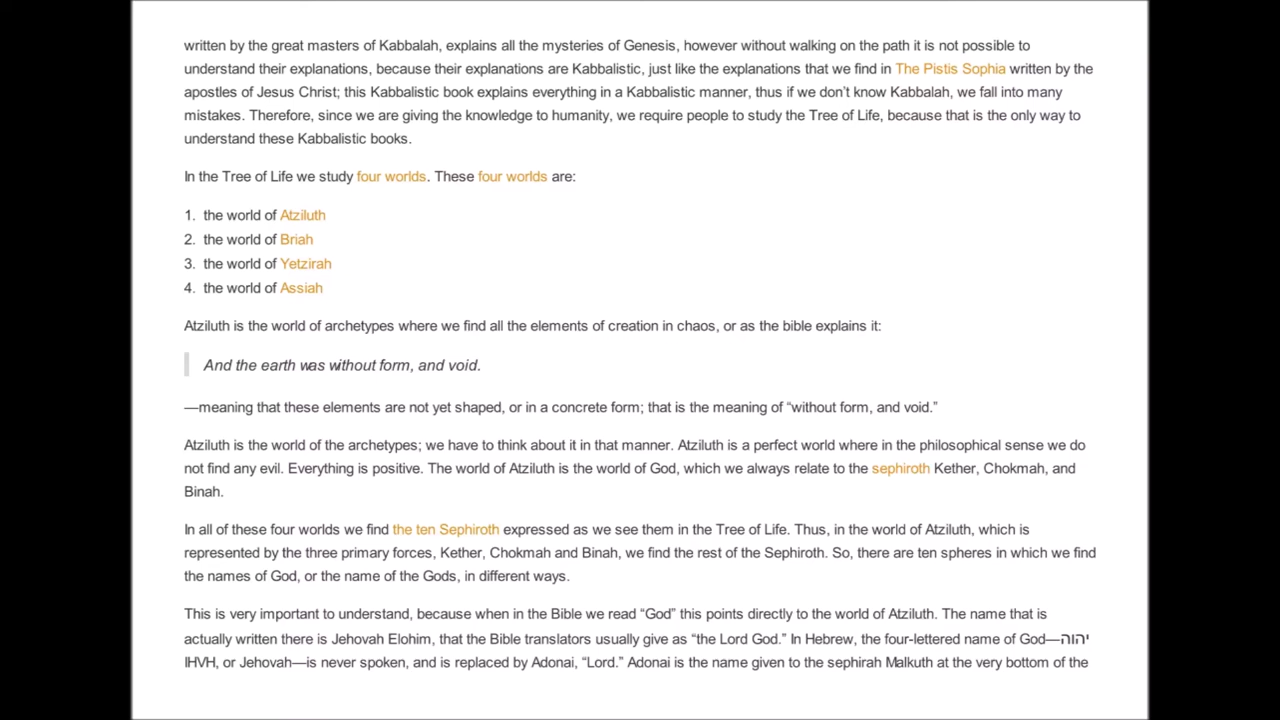 written by the great masters of Kabbalah, explains all the mysteries of Genesis, however without walking on the path it is not possible to
understand their explanations, because their explanations are Kabbalistic, just like the explanations that we find in The Pistis Sophia written by the
apostles of Jesus Christ; this Kabbalistic book explains everything in a Kabbalistic manner, thus if we don’t know Kabbalah, we fall into many
mistakes. Therefore, since we are giving the knowledge to humanity, we require people to study the Tree of Life, because that is the only way to
understand these Kabbalistic books.
In the Tree of Life we study four worlds. These four worlds are:
1. the world of Atziluth
2. the world of Briah
3. the world of Yetzirah
4. the world of Assiah
Atziluth is the world of archetypes where we find all the elements of creation in chaos, or as the bible explains it:
And the earth was without form, and void.
—meaning that these elements are not yet shaped, or in a concrete form; that is the meaning of “without form, and void.”
Atziluth is the world of the archetypes; we have to think about it in that manner. Atziluth is a perfect world where in the philosophical sense we do
not find any evil. Everything is positive. The world of Atziluth is the world of God, which we always relate to the sephiroth Kether, Chokmah, and
Binah.
In all of these four worlds we find the ten Sephiroth expressed as we see them in the Tree of Life. Thus, in the world of Atziluth, which is
represented by the three primary forces, Kether, Chokmah and Binah, we find the rest of the Sephiroth. So, there are ten spheres in which we find
the names of God, or the name of the Gods, in different ways.
This is very important to understand, because when in the Bible we read “God” this points directly to the world of Atziluth. The name that is
actually written there is Jehovah Elohim, that the Bible translators usually give as “the Lord God.” In Hebrew, the four-lettered name of God—יהוה
IHVH, or Jehovah—is never spoken, and is replaced by Adonai, “Lord.” Adonai is the name given to the sephirah Malkuth at the very bottom of the